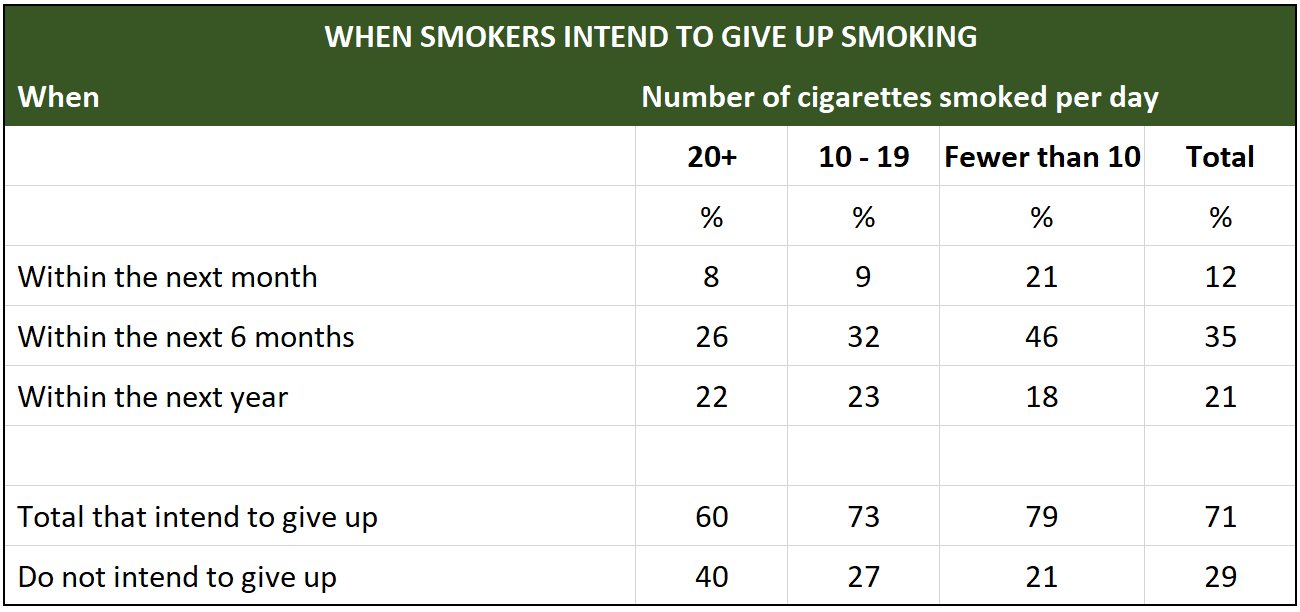 WHEN SMOKERS INTEND TO GIVE UP SMOKING
When Number of cigarettes smoked per day
20+ 10 - 19 Fewer than 10 Total
% % % %
Within the next month 8 9 21 12
Within the next 6 months 26 32 46 35
Within the next year 22 23 18 21
Total that intend to give up 60 73 79 71
Do not intend to give up 40 27 21 29